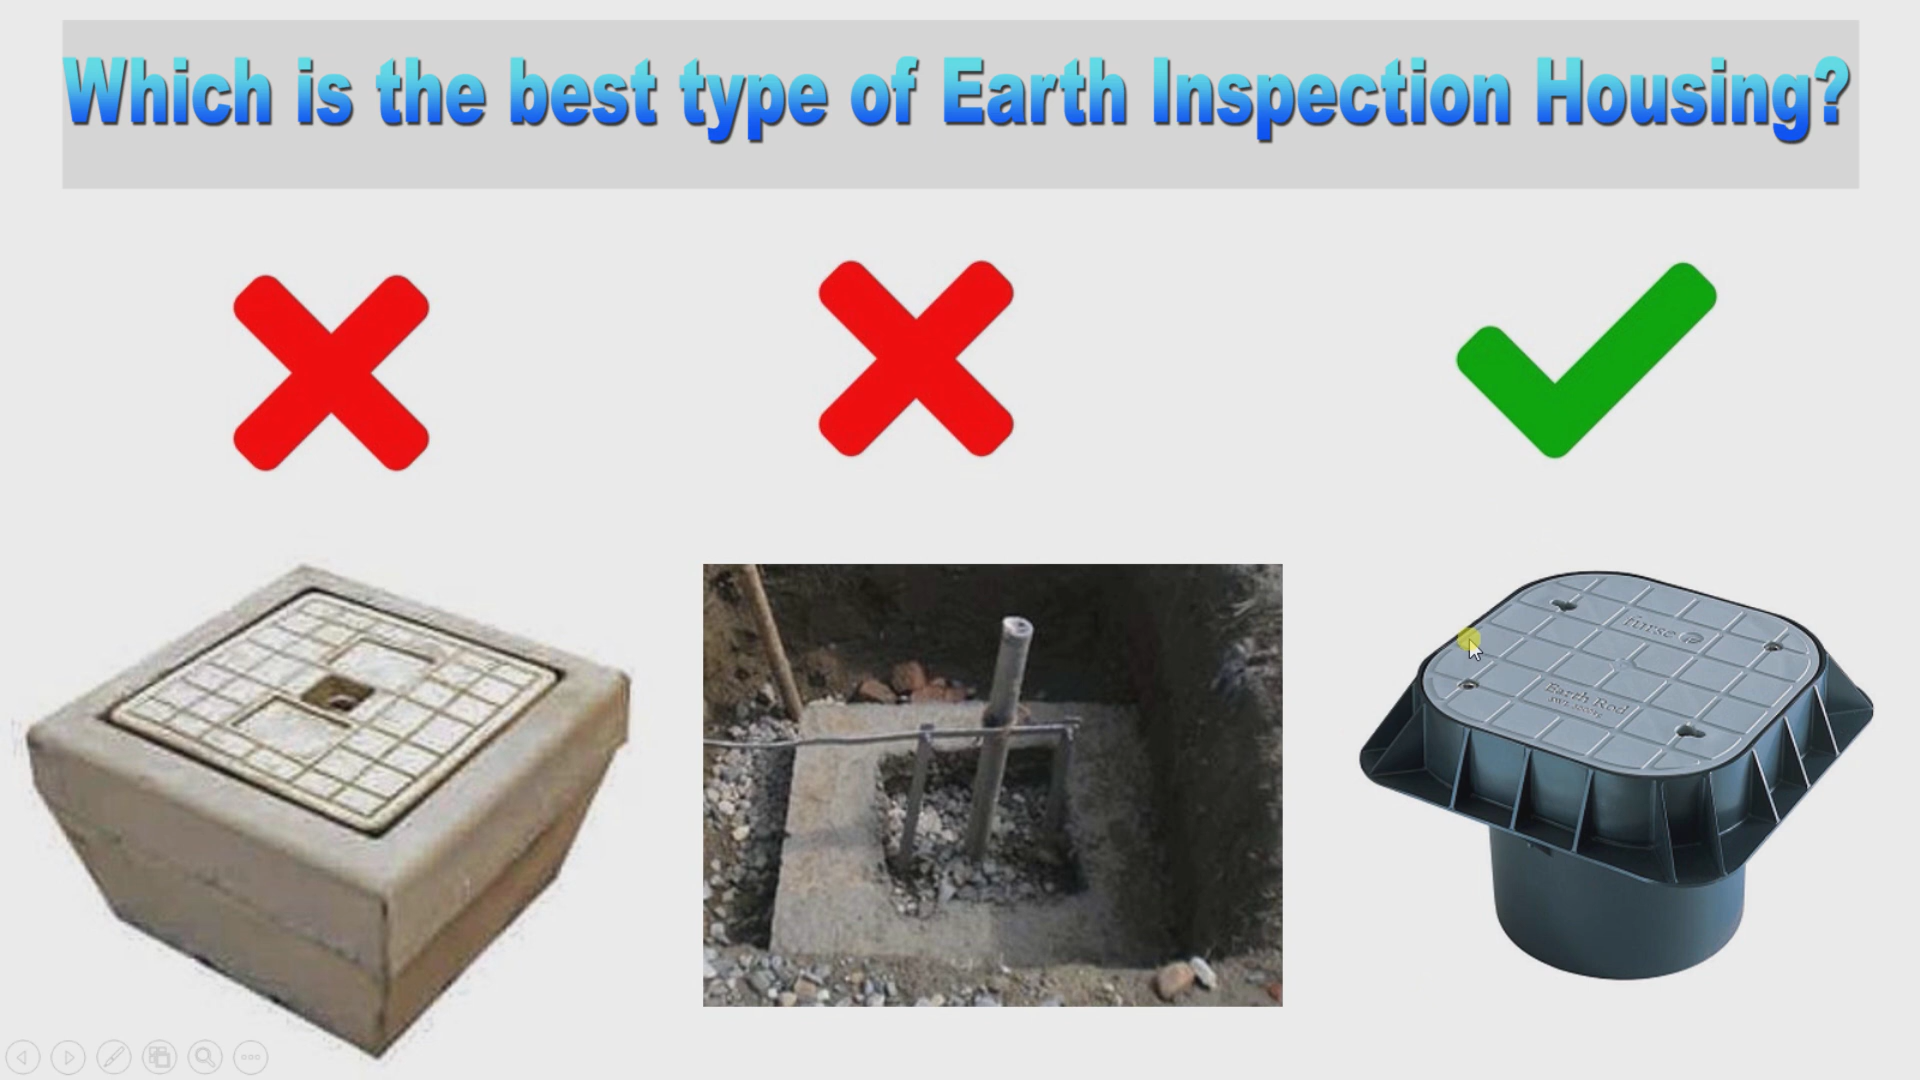 Which is the best type of Earth Inspection Housing?
furse
Earth Rod